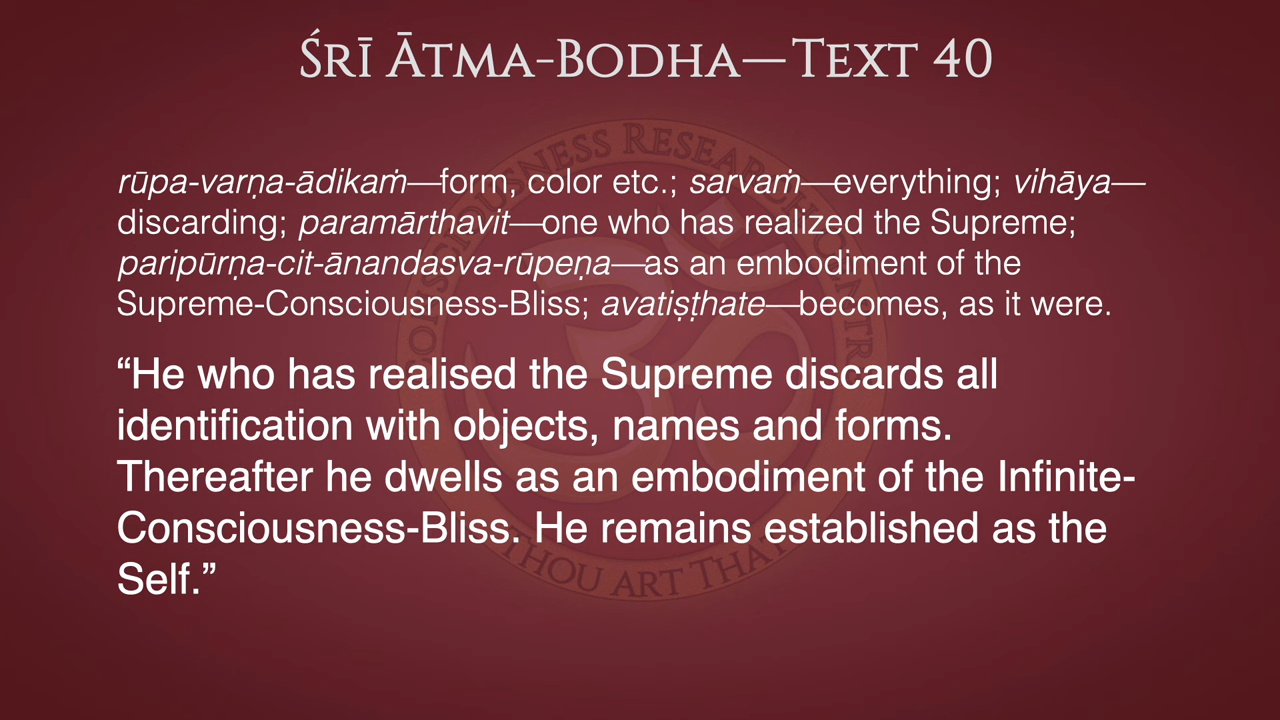 Śrī Ātma-Bodha—Text 40
rūpa-varṇa-ādikaṁ—form, color etc.; sarvaṁ—everything; vihāya—
discarding; paramārthavit—one who has realized the Supreme;
paripūrṇa-cit-ānandasva-rūpeṇa—as an embodiment of the
Supreme-Consciousness-Bliss; avatiṣṭhate—becomes, as it were.
“He who has realised the Supreme discards all
identification with objects, names and forms.
Thereafter he dwells as an embodiment of the Infinite-
Consciousness-Bliss. He remains established as the
Self.”
Thou Art That